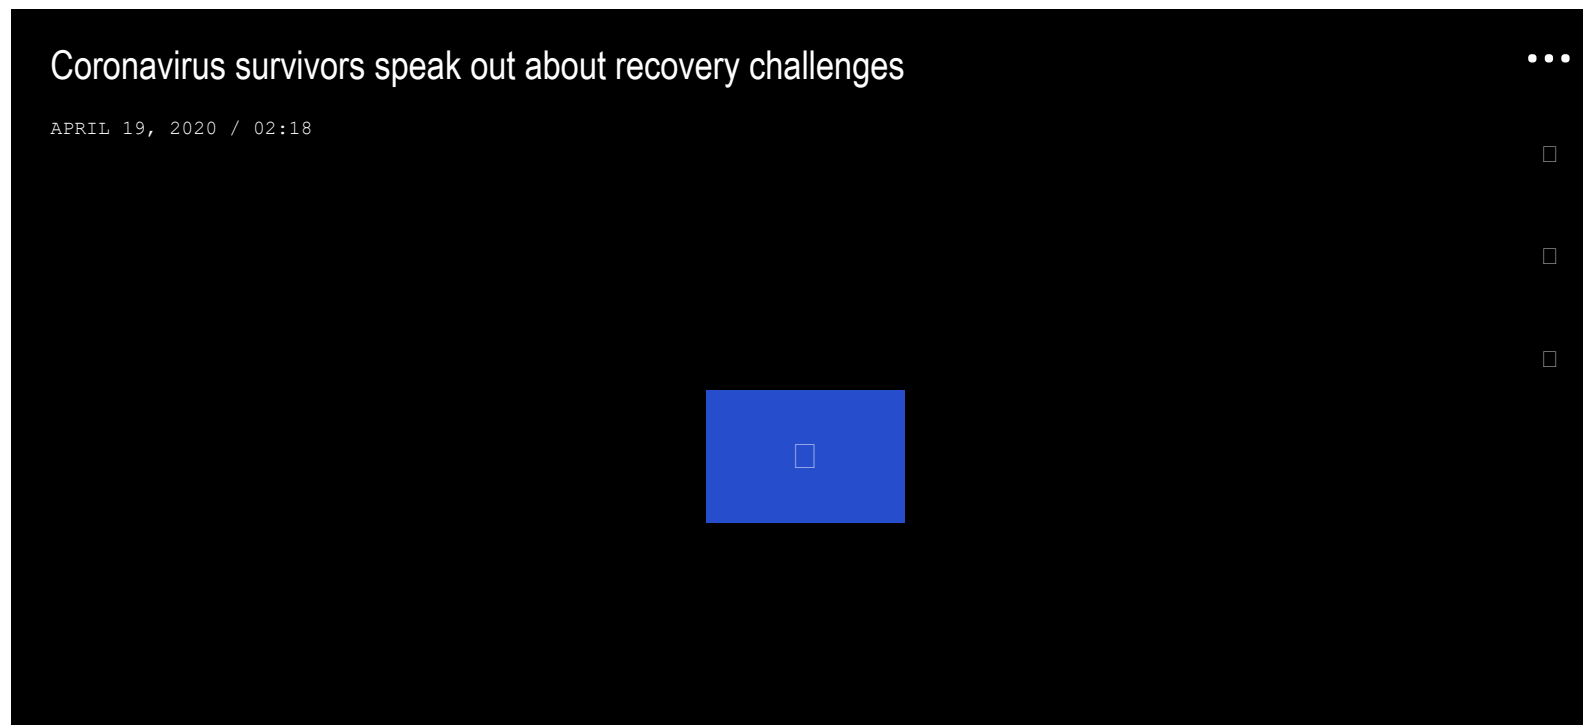 Coronavirus survivors speak out about recovery challenges
APRIL 19, 2020 / 02:18